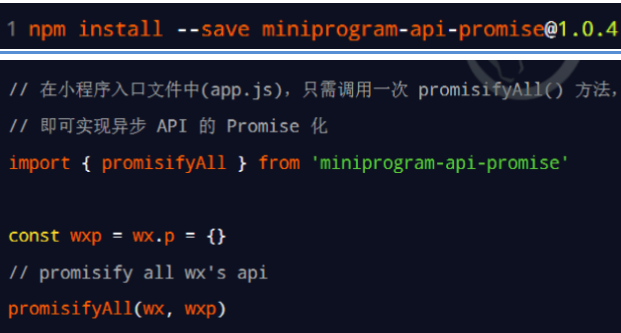 1 npm install --save miniprogram-api-promise@1.0.4
// 在小程序入口文件中(app.js)，只需调用一次 promisifyAll() 方法，
// 即可实现异步 API 的 Promise 化
import { promisifyAll } from 'miniprogram-api-promise'
const wxp = wx.p = {}
// promisify all wx's api
promisifyAll(wx, wxp)